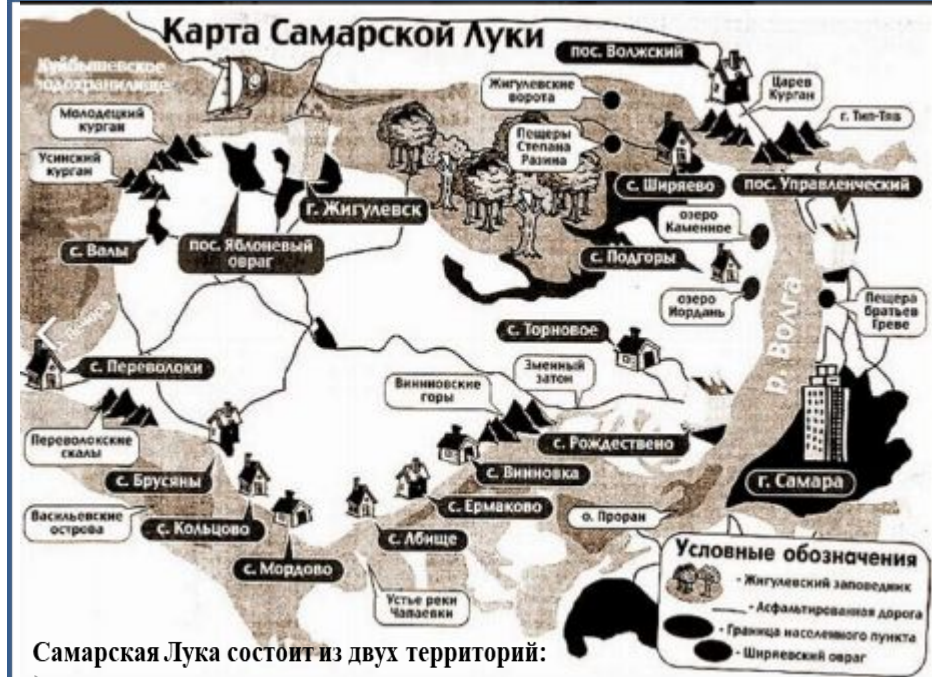 Карта Самарской Луки
пос. Волжский
Куйбышевское
водохранилище
Жигулевские
ворота
Царев
Курган
Молодецкий
курган
г. Тип-Тяв
Пещеры
Степана
Разина
Усинский
курган
с. Ширяево
пос. Управленческий
г. Жигулевск
озеро
Каменное
с. Валы
пос. Яблоневый
овраг
с. Подгоры
озеро
Иордань
Пещера
братьев
Греве
р. Волга
с. Торновое
с. Переволоки
Змеиный
затон
Винновские
горы
Переволокские
скалы
с. Рождествено
с. Брусяны
с. Винновка
г. Самара
Васильевские
острова
с. Ермаково
с. Кольцово
о. Проран
с. Лбище
с. Мордово
Устье реки
Чапаевки
Условные обозначения
- Жигулевский заповедник
- Асфальтированная дорога
- Граница населенного пункта
- Ширяевский овраг
Самарская Лука состоит из двух территорий: